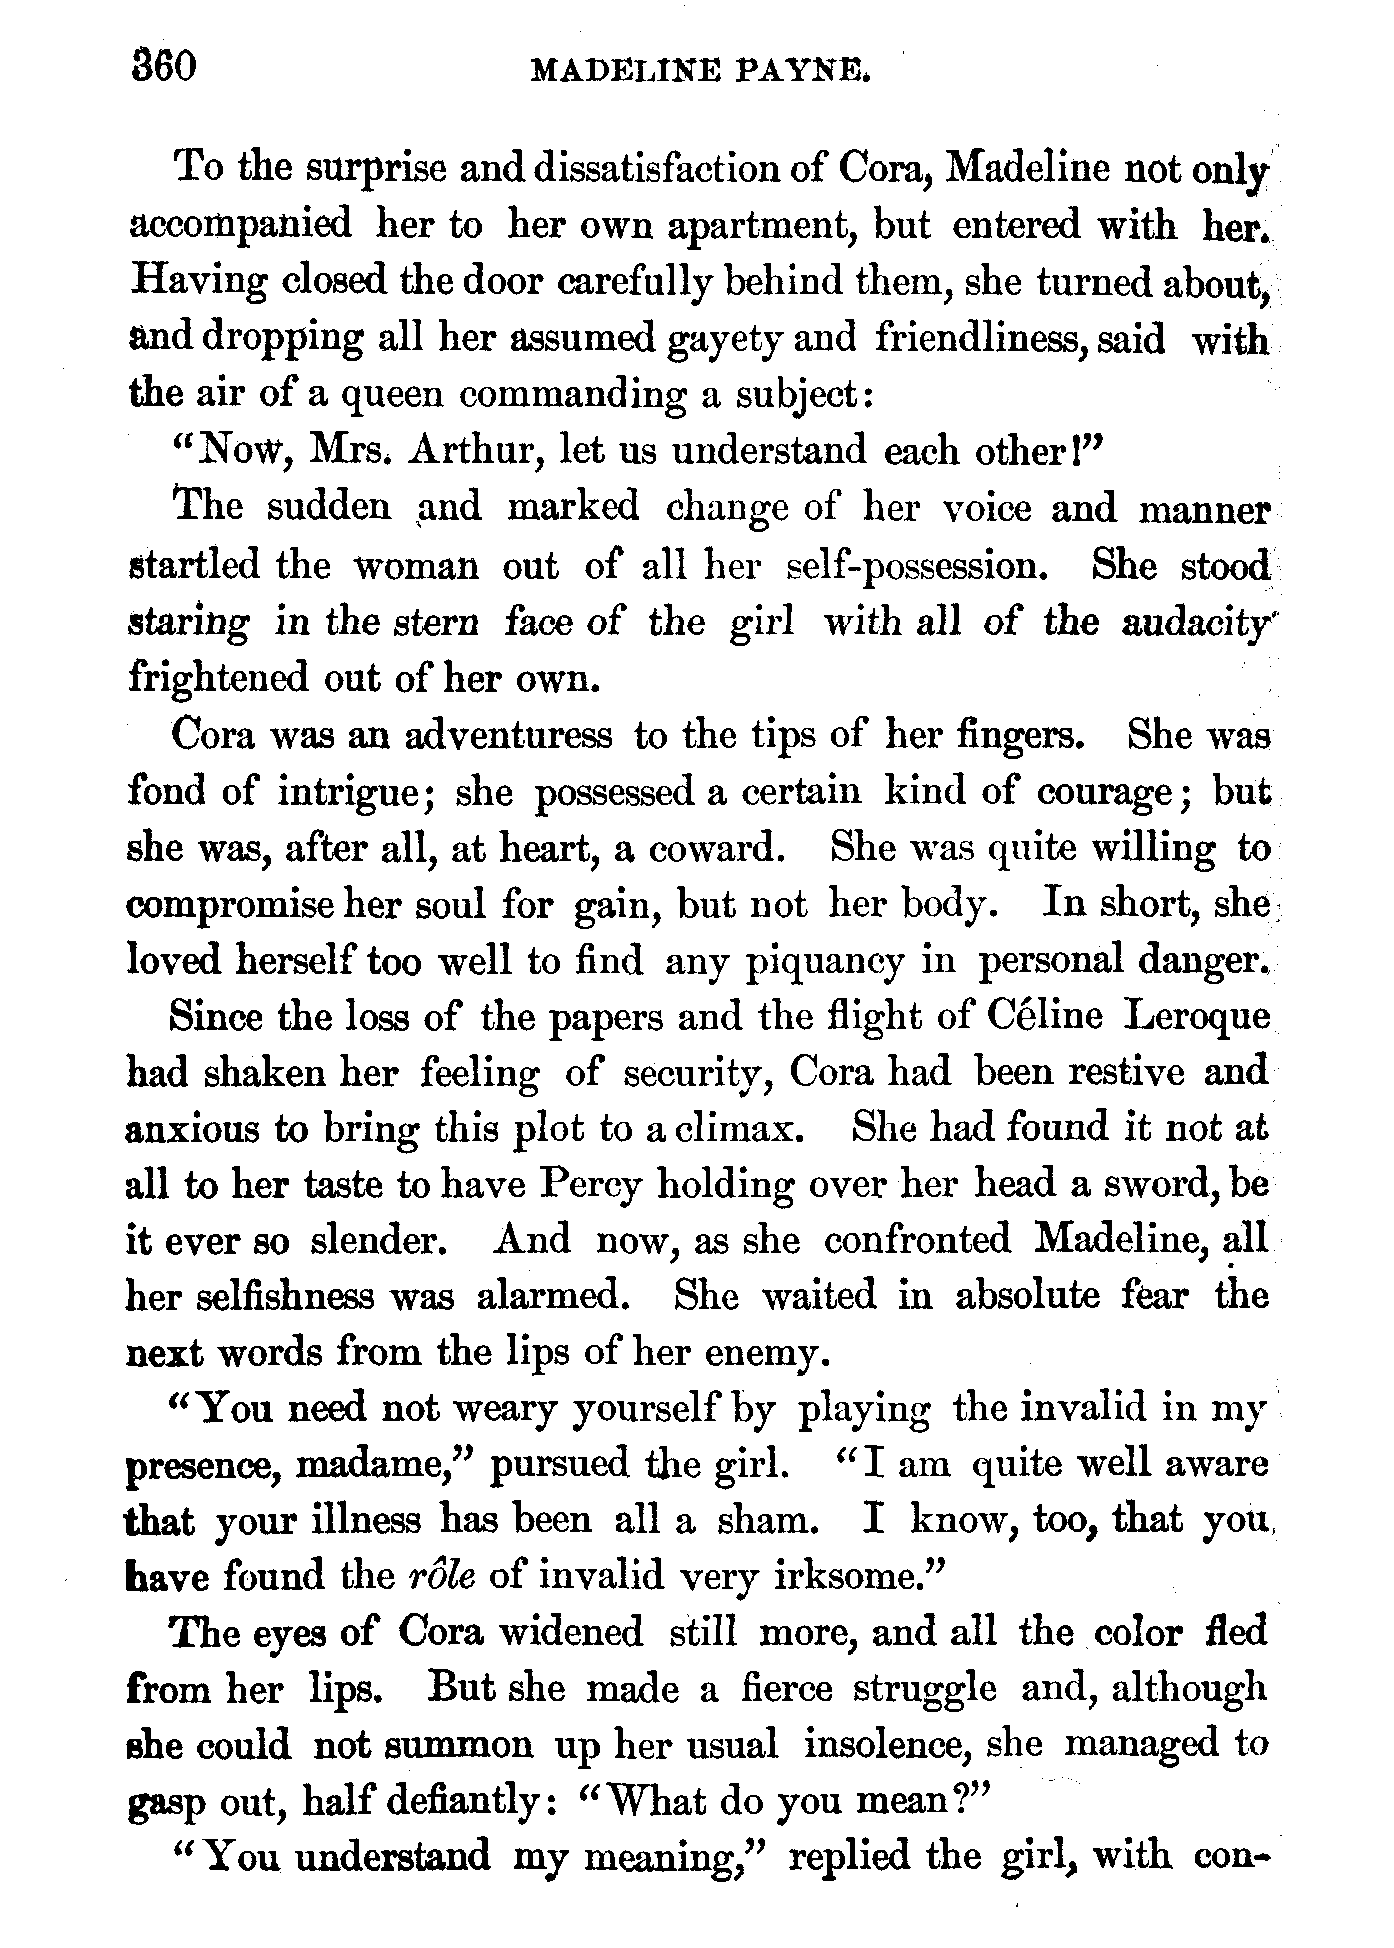 360 MADELINE PAYNE.
To the surprise and dissatisfaction of Cora, Madeline not only
accompanied her to her own apartment, but entered with her.
Having closed the door carefully behind them, she turned about,
and dropping all her assumed gayety and friendliness, said with
the air of a queen commanding a subject:
“Now, Mrs. Arthur, let us understand each other!”
The sudden and marked change of her voice and manner
startled the woman out of all her self-possession. She stood
staring in the stern face of the girl with all of the audacity
frightened out of her own.
Cora was an adventuress to the tips of her fingers. She was
fond of intrigue; she possessed a certain kind of courage; but
she was, after all, at heart, a coward. She was quite willing to
compromise her soul for gain, but not her body. In short, she
loved herself too well to find any piquancy in personal danger.
Since the loss of the papers and the flight of Céline Leroque
had shaken her feeling of security, Cora had been restive and
anxious to bring this plot to a climax. She had found it not at
all to her taste to have Percy holding over her head a sword, be
it ever so slender. And now, as she confronted Madeline, all
her selfishness was alarmed. She waited in absolute fear the
next words from the lips of her enemy.
“You need not weary yourself by playing the invalid in my
presence, madame,” pursued the girl. “I am quite well aware
that your illness has been all a sham. I know, too, that you
have found the rôle of invalid very irksome.”
The eyes of Cora widened still more, and all the color fled
from her lips. But she made a fierce struggle and, although
she could not summon up her usual insolence, she managed to
gasp out, half defiantly: “What do you mean?”
“You understand my meaning,” replied the girl, with con-